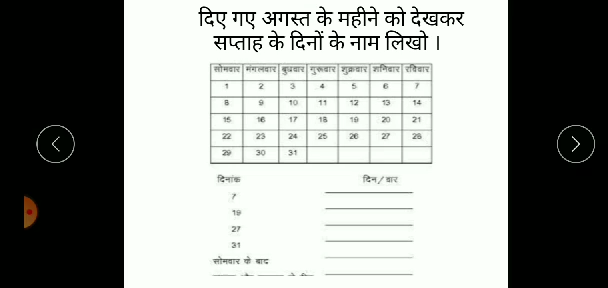 दिए गए अगस्त के महीने को देखकर
सप्ताह के दिनों के नाम लिखो ।
सोमवार मंगलवार बुधवार गुरूवार शुक्रवार शनिवार रविवार
1 2 3 4 5 6 7
8 9 10 11 12 13 14
15 16 17 18 19 20 21
22 23 24 25 26 27 28
29 30 31
दिनांक दिन/वार
7
19
27
31
सोमवार के बाद